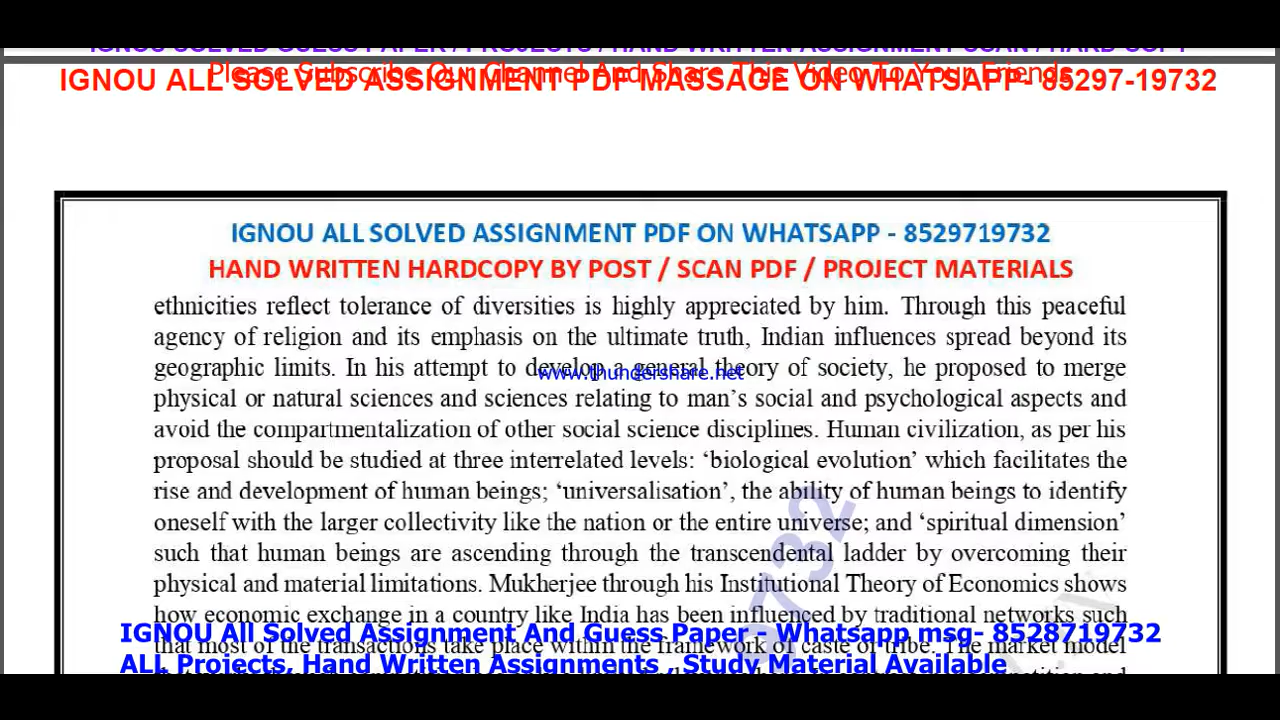 IGNOU SOLVED GUESS PAPER / PROJECTS / HAND WRITTEN ASSIGNMENT SCAN / HARD COPY
Please Subscribe Our Channel And Share This Video To Your Friends
IGNOU ALL SOLVED ASSIGNMENT PDF MASSAGE ON WHATSAPP- 85297-19732
IGNOU ALL SOLVED ASSIGNMENT PDF ON WHATSAPP - 8529719732
HAND WRITTEN HARDCOPY BY POST / SCAN PDF / PROJECT MATERIALS
ethnicities reflect tolerance of diversities is highly appreciated by him. Through this peaceful
agency of religion and its emphasis on the ultimate truth, Indian influences spread beyond its
geographic limits. In his attempt to develop a general theory of society, he proposed to merge
www.thundershare.net
physical or natural sciences and sciences relating to man's social and psychological aspects and
avoid the compartmentalization of other social science disciplines. Human civilization, as per his
proposal should be studied at three interrelated levels: 'biological evolution' which facilitates the
rise and development of human beings; 'universalisation', the ability of human beings to identify
oneself with the larger collectivity like the nation or the entire universe; and 'spiritual dimension'
such that human beings are ascending through the transcendental ladder by overcoming their
physical and material limitations. Mukherjee through his Institutional Theory of Economics shows
how economic exchange in a country like India has been influenced by traditional networks such
IGNOU All Solved Assignment And Guess Paper - Whatsapp msg- 8528719732
that most of the transactions take place within the framework of caste or tribe. The market model
ALL Projects, Hand Written Assignments , Study Material Available
9732